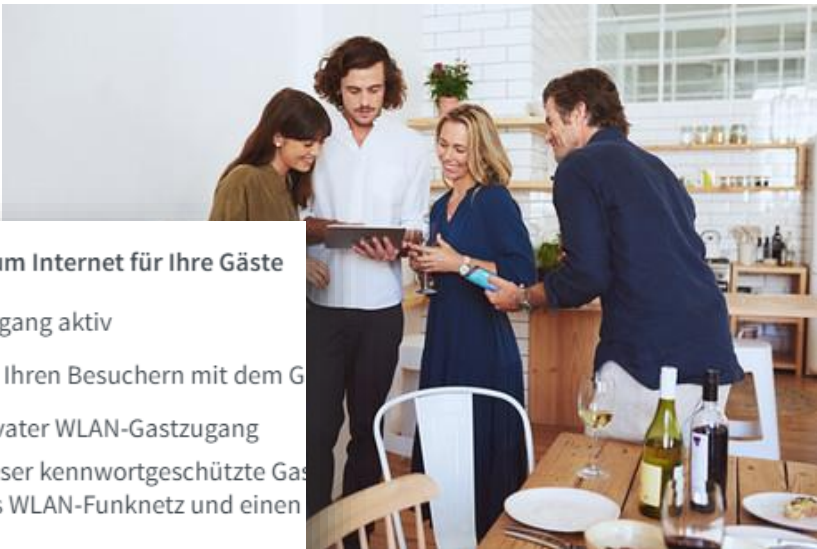 um Internet für Ihre Gäste
gang aktiv
Ihren Besuchern mit dem G
vater WLAN-Gastzugang
ser kennwortgeschützte Gas
s WLAN-Funknetz und einen